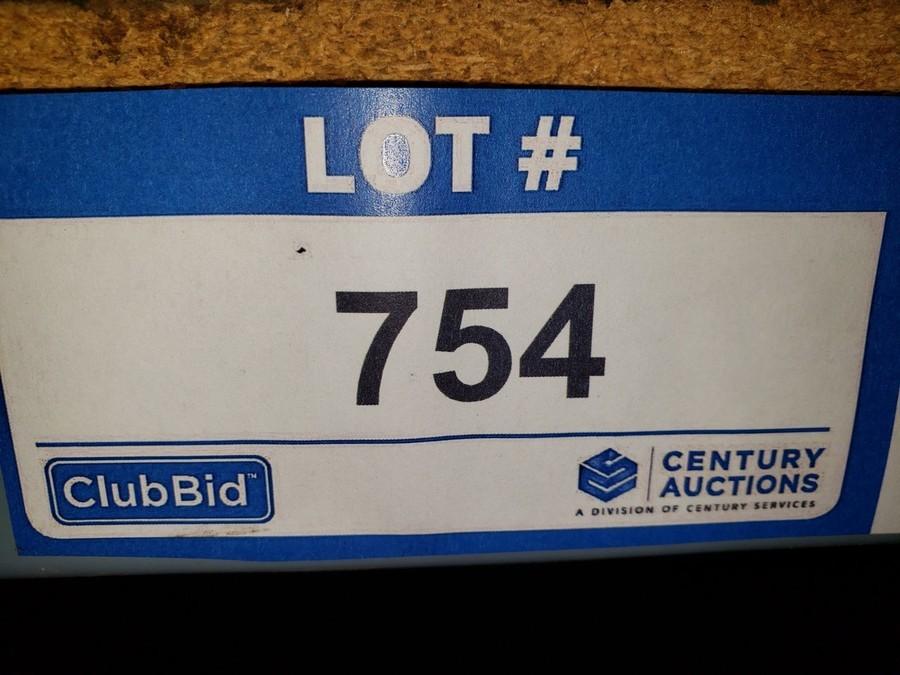 LOT #
754
ClubBid™
CENTURY
AUCTIONS
A DIVISION OF CENTURY SERVICES